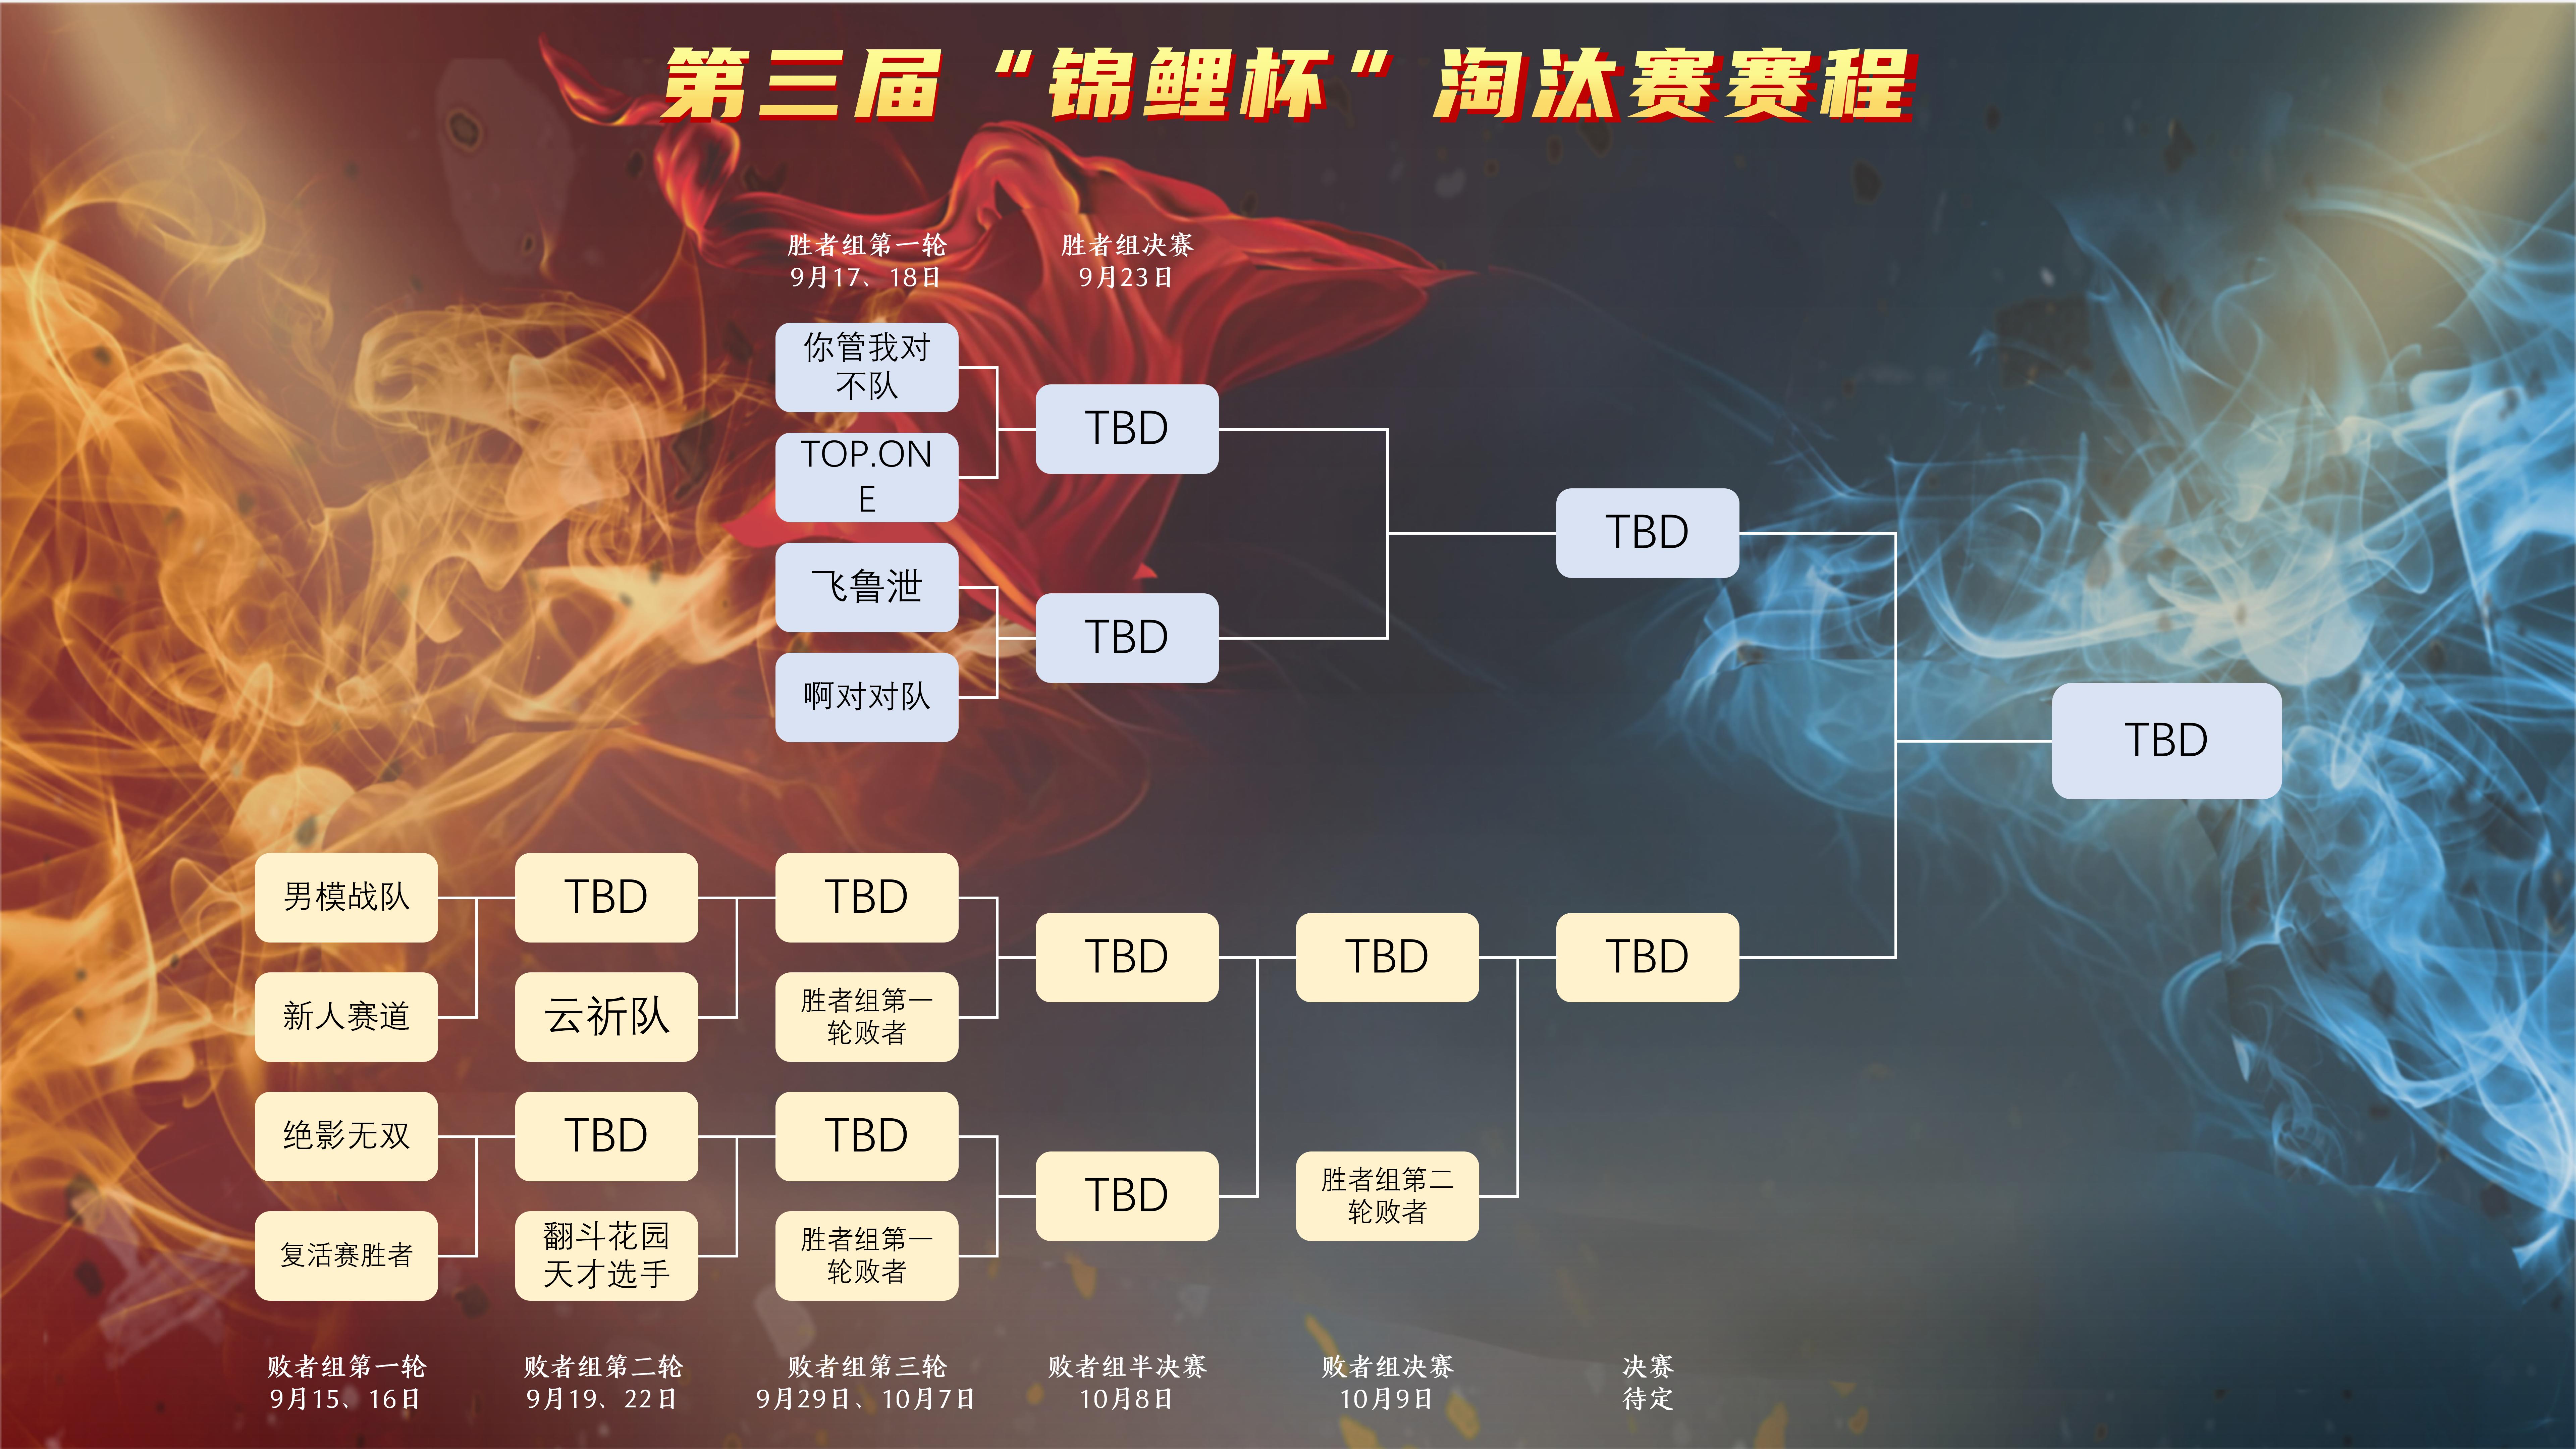 第三届“锦鲤杯”淘汰赛赛程
胜者组第一轮
9月17、18日
胜者组决赛
9月23日
你管我对
不队
TOP.ON
E
飞鲁泄
啊对对队
TBD
TBD
TBD
TBD
男模战队
新人赛道
绝影无双
复活赛胜者
TBD
云祈队
TBD
翻斗花园
天才选手
TBD
胜者组第一
轮败者
TBD
胜者组第一
轮败者
TBD
TBD
TBD
胜者组第二
轮败者
TBD
败者组第一轮
9月15、16日
败者组第二轮
9月19、22日
败者组第三轮
9月29日、10月7日
败者组半决赛
10月8日
败者组决赛
10月9日
决赛
待定